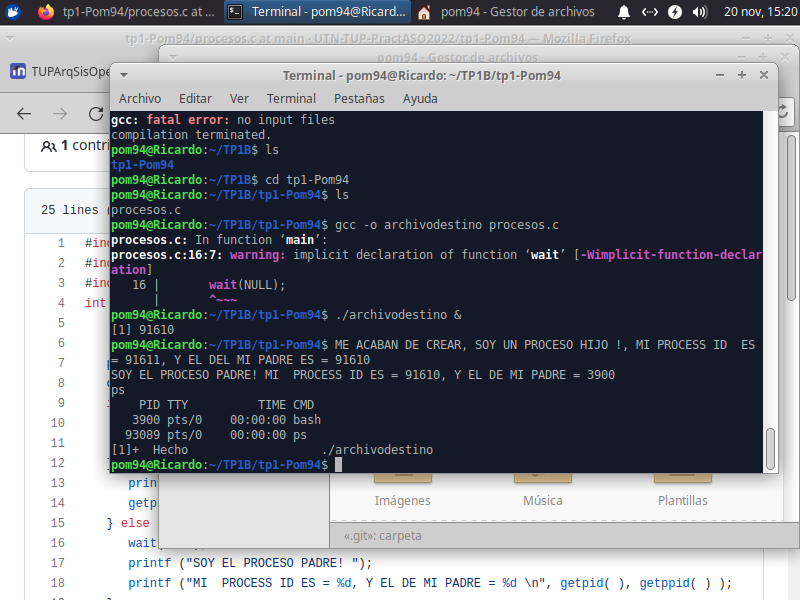 tp1-Pom94/procesos.c at ...
Terminal - pom94@Ricard...
pom94 - Gestor de archivos
20 nov, 15:20
tp1-Pom94/procesos.c at main · UTN-TUP-PractASO2022/tp1-Pom94 — Mozilla Firefox
pom94 - Gestor de archivos
TUPArqSisOpe
Terminal - pom94@Ricardo: ~/TP1B/tp1-Pom94
Archivo Editar Ver Terminal Pestañas Ayuda
gcc: fatal error: no input files
compilation terminated.
pom94@Ricardo:~/TP1B$ ls
tp1-Pom94
pom94@Ricardo:~/TP1B$ cd tp1-Pom94
pom94@Ricardo:~/TP1B/tp1-Pom94$ ls
procesos.c
pom94@Ricardo:~/TP1B/tp1-Pom94$ gcc -o archivodestino procesos.c
procesos.c: In function ‘main’:
procesos.c:16:7: warning: implicit declaration of function ‘wait’ [-Wimplicit-function-declar
ation]
16 | wait(NULL);
| ^~~~
pom94@Ricardo:~/TP1B/tp1-Pom94$ ./archivodestino &
[1] 91610
pom94@Ricardo:~/TP1B/tp1-Pom94$ ME ACABAN DE CREAR, SOY UN PROCESO HIJO !, MI PROCESS ID  ES
= 91611, Y EL DEL MI PADRE ES = 91610
SOY EL PROCESO PADRE! MI  PROCESS ID ES = 91610, Y EL DE MI PADRE = 3900
ps
PID TTY TIME CMD
3900 pts/0 00:00:00 bash
93089 pts/0 00:00:00 ps
[1]+ Hecho ./archivodestino
pom94@Ricardo:~/TP1B/tp1-Pom94$
1 contri
25 lines (
1 #inc
2 #inc
3 #inc
4 int
5
6
7 p
8
9
10
11
12 }
13 prin
14 getp
15 } else
16 wait
17 printf ("SOY EL PROCESO PADRE! ");
18 printf ("MI  PROCESS ID ES = %d, Y EL DE MI PADRE = %d \n", getpid( ), getppid( ) );
Imágenes
Música
Plantillas
«.git»: carpeta